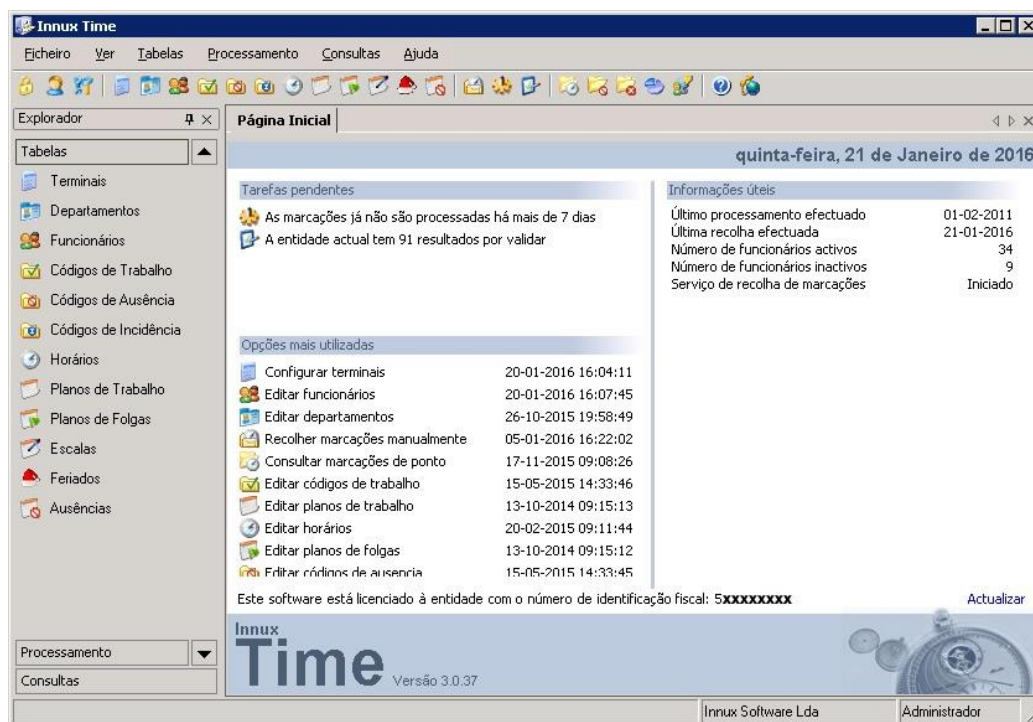 Innux Time
Ficheiro Ver Tabelas Processamento Consultas Ajuda
Explorador
Tabelas
Terminais
Departamentos
Funcionários
Códigos de Trabalho
Códigos de Ausência
Códigos de Incidência
Horários
Planos de Trabalho
Planos de Folgas
Escalas
Feriados
Ausências
Processamento
Consultas
Página Inicial
quinta-feira, 21 de Janeiro de 2016
Tarefas pendentes
As marcações já não são processadas há mais de 7 dias
A entidade actual tem 91 resultados por validar
Informações úteis
Último processamento efectuado 01-02-2011
Última recolha efectuada 21-01-2016
Número de funcionários activos 34
Número de funcionários inactivos 9
Serviço de recolha de marcações Iniciado
Opções mais utilizadas
Configurar terminais 20-01-2016 16:04:11
Editar funcionários 20-01-2016 16:07:45
Editar departamentos 26-10-2015 19:58:49
Recolher marcações manualmente 05-01-2016 16:22:02
Consultar marcações de ponto 17-11-2015 09:08:26
Editar códigos de trabalho 15-05-2015 14:33:46
Editar planos de trabalho 13-10-2014 09:15:13
Editar horários 20-02-2015 09:11:44
Editar planos de folgas 13-10-2014 09:15:12
Editar códigos de ausencia 15-05-2015 14:33:45
Este software está licenciado à entidade com o número de identificação fiscal: 5xxxxxxxx Actualizar
Innux
Time Versão 3.0.37
Innux Software Lda Administrador